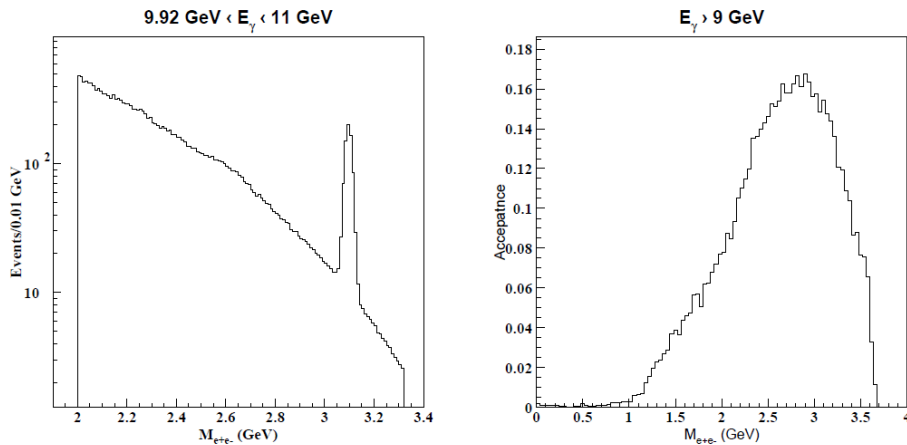 9.92 GeV ‹ Eγ ‹ 11 GeV
Events/0.01 GeV
10²
10
2 2.2 2.4 2.6 2.8 3 3.2 3.4
Me+e- (GeV)
Eγ › 9 GeV
Accepatnce
0.18
0.16
0.14
0.12
0.1
0.08
0.06
0.04
0.02
0
0 0.5 1 1.5 2 2.5 3 3.5 4
Me+e- (GeV)